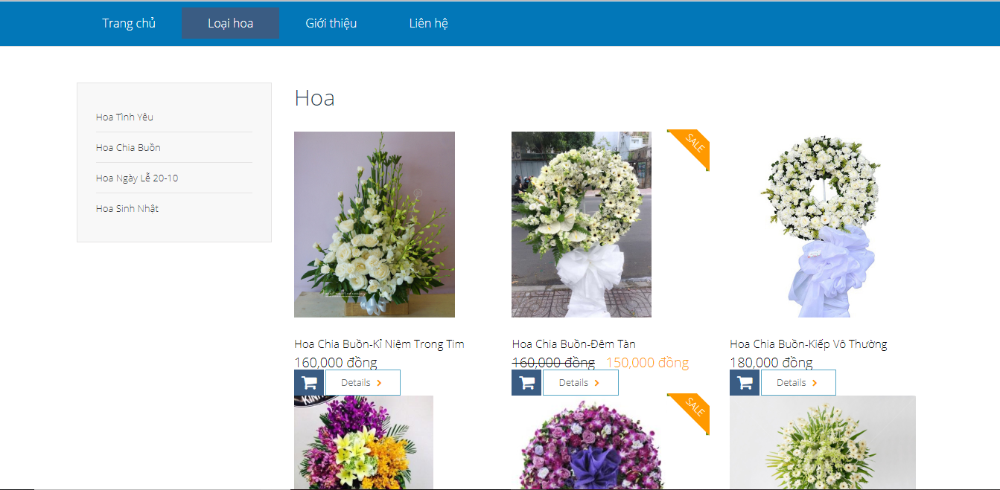 Trang chủ
Loại hoa
Giới thiệu
Liên hệ
Hoa Tình Yêu
Hoa Chia Buồn
Hoa Ngày Lễ 20-10
Hoa Sinh Nhật
Hoa
SALE
Hoa Chia Buồn-Kỉ Niệm Trong Tim
160,000 đồng
Details
Hoa Chia Buồn-Đêm Tàn
160,000 đồng 150,000 đồng
Details
Hoa Chia Buồn-Kiếp Vô Thường
180,000 đồng
Details
SALE